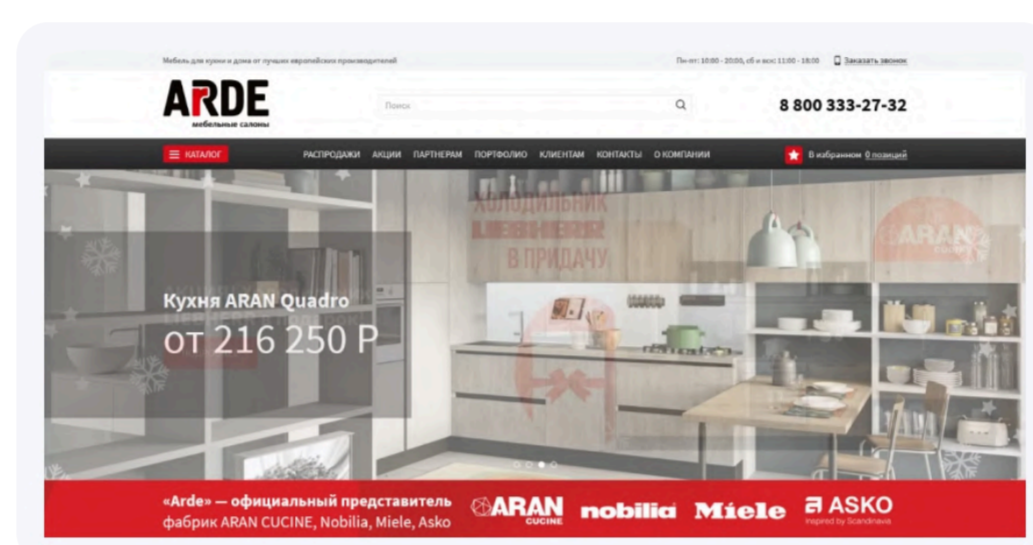 Мебель для кухни и дома от лучших европейских производителей
Пн-пт: 10:00 - 20:00, сб и вос: 11:00 - 18:00
Заказать звонок
ARDE
мебельные салоны
Поиск
8 800 333-27-32
КАТАЛОГ
РАСПРОДАЖИ АКЦИИ ПАРТНЕРАМ ПОРТФОЛИО КЛИЕНТАМ КОНТАКТЫ О КОМПАНИИ
В избранном 0 позиций
ХОЛОДИЛЬНИК
LIEBHERR
В ПРИДАЧУ
ARAN
CUCINE
Кухня ARAN Quadro
от 216 250 Р
«Arde» — официальный представитель
фабрик ARAN CUCINE, Nobilia, Miele, Asko
ARAN
CUCINE
nobilia
Miele
ASKO
Inspired by Scandinavia